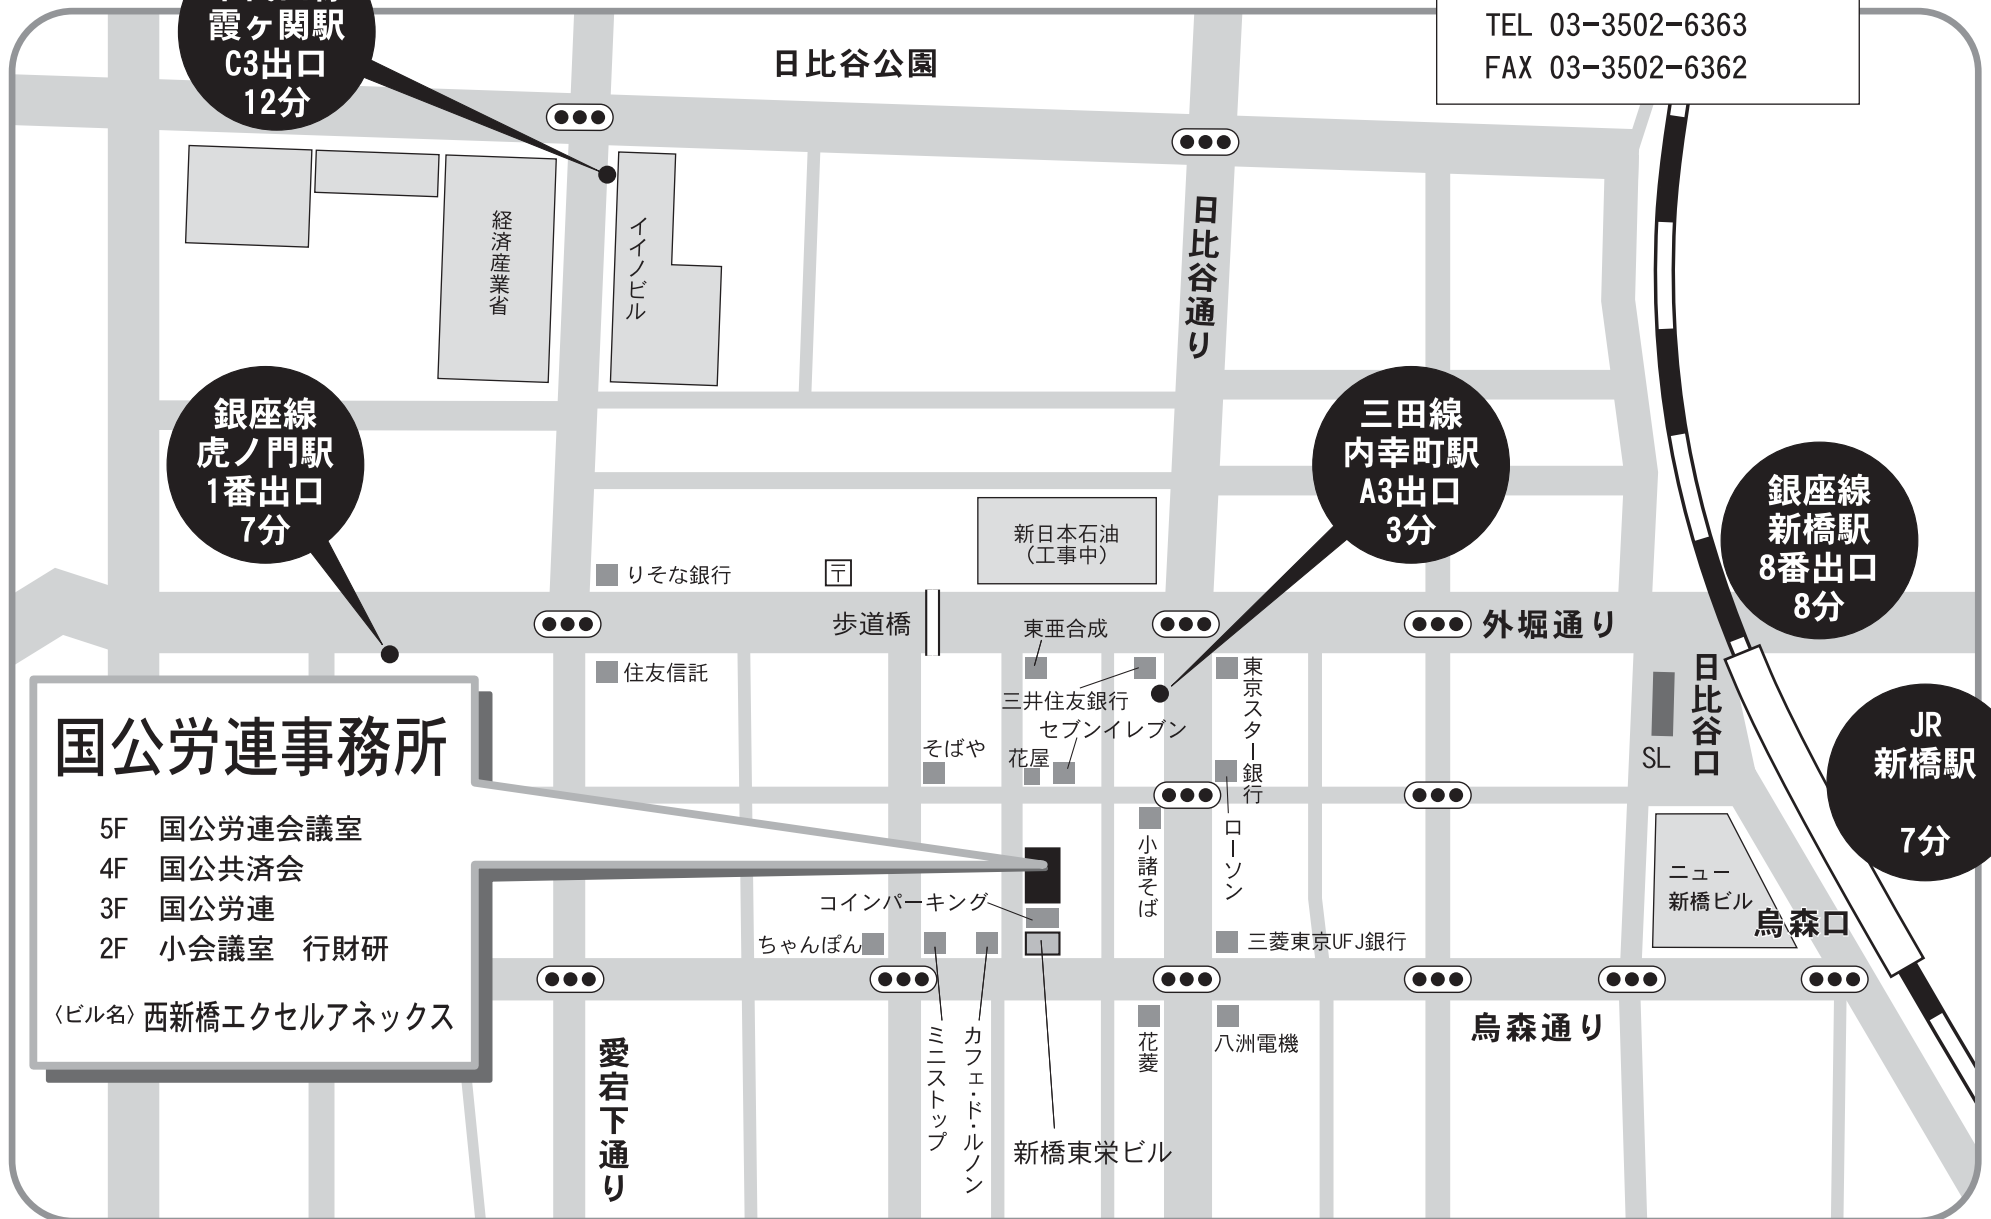 霞ヶ関駅
C3出口
12分
日比谷公園
TEL 03-3502-6363
FAX 03-3502-6362
経済産業省
イイノビル
日比谷通り
銀座線
虎ノ門駅
1番出口
7分
三田線
内幸町駅
A3出口
3分
銀座線
新橋駅
8番出口
8分
新日本石油
(工事中)
りそな銀行
〒
歩道橋
東亜合成
外堀通り
住友信託
三井住友銀行
セブンイレブン
東京スター銀行
日比谷口
SL
JR
新橋駅
7分
そばや
花屋
国公労連事務所
5F 国公労連会議室
4F 国公共済会
3F 国公労連
2F 小会議室 行財研
〈ビル名〉西新橋エクセルアネックス
小諸そば
ローソン
コインパーキング
ちゃんぽん
三菱東京UFJ銀行
ニュー
新橋ビル
烏森口
烏森通り
愛宕下通り
ミニストップ
カフェ・ド・ルノン
新橋東栄ビル
花菱
八洲電機